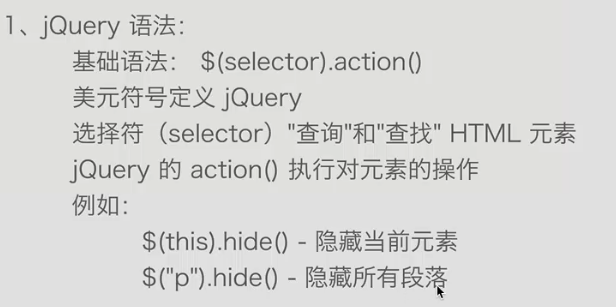 1、jQuery 语法：
基础语法： $(selector).action()
美元符号定义 jQuery
选择符（selector）"查询"和"查找" HTML 元素
jQuery 的 action() 执行对元素的操作
例如：
$(this).hide() - 隐藏当前元素
$("p").hide() - 隐藏所有段落